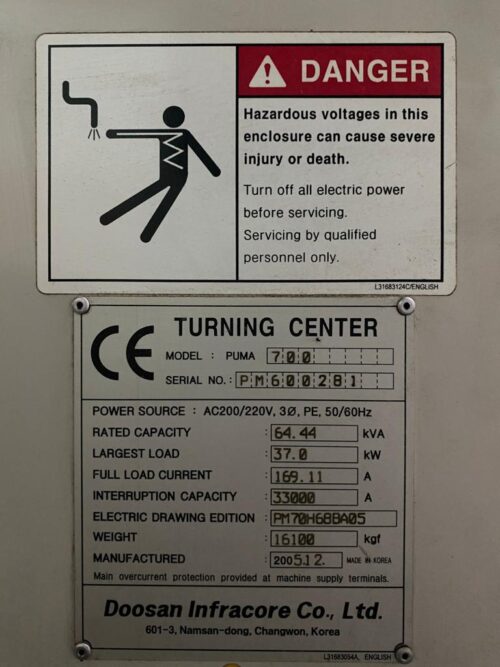 DANGER
Hazardous voltages in this
enclosure can cause severe
injury or death.
Turn off all electric power
before servicing.
Servicing by qualified
personnel only.
L31683124C/ENGLISH
CE TURNING CENTER
MODEL : PUMA 700
SERIAL NO. : PM600281
POWER SOURCE : AC200/220V, 3Ø, PE, 50/60Hz
RATED CAPACITY : 64.44 kVA
LARGEST LOAD : 37.0 kW
FULL LOAD CURRENT : 169.11 A
INTERRUPTION CAPACITY : 33000 A
ELECTRIC DRAWING EDITION : PM70H6BBA05
WEIGHT : 16100 kgf
MANUFACTURED : 2005.12. MADE IN KOREA
Main overcurrent protection provided at machine supply terminals.
Doosan Infracore Co., Ltd.
601-3, Namsan-dong, Changwon, Korea
L31683054A, ENGLISH